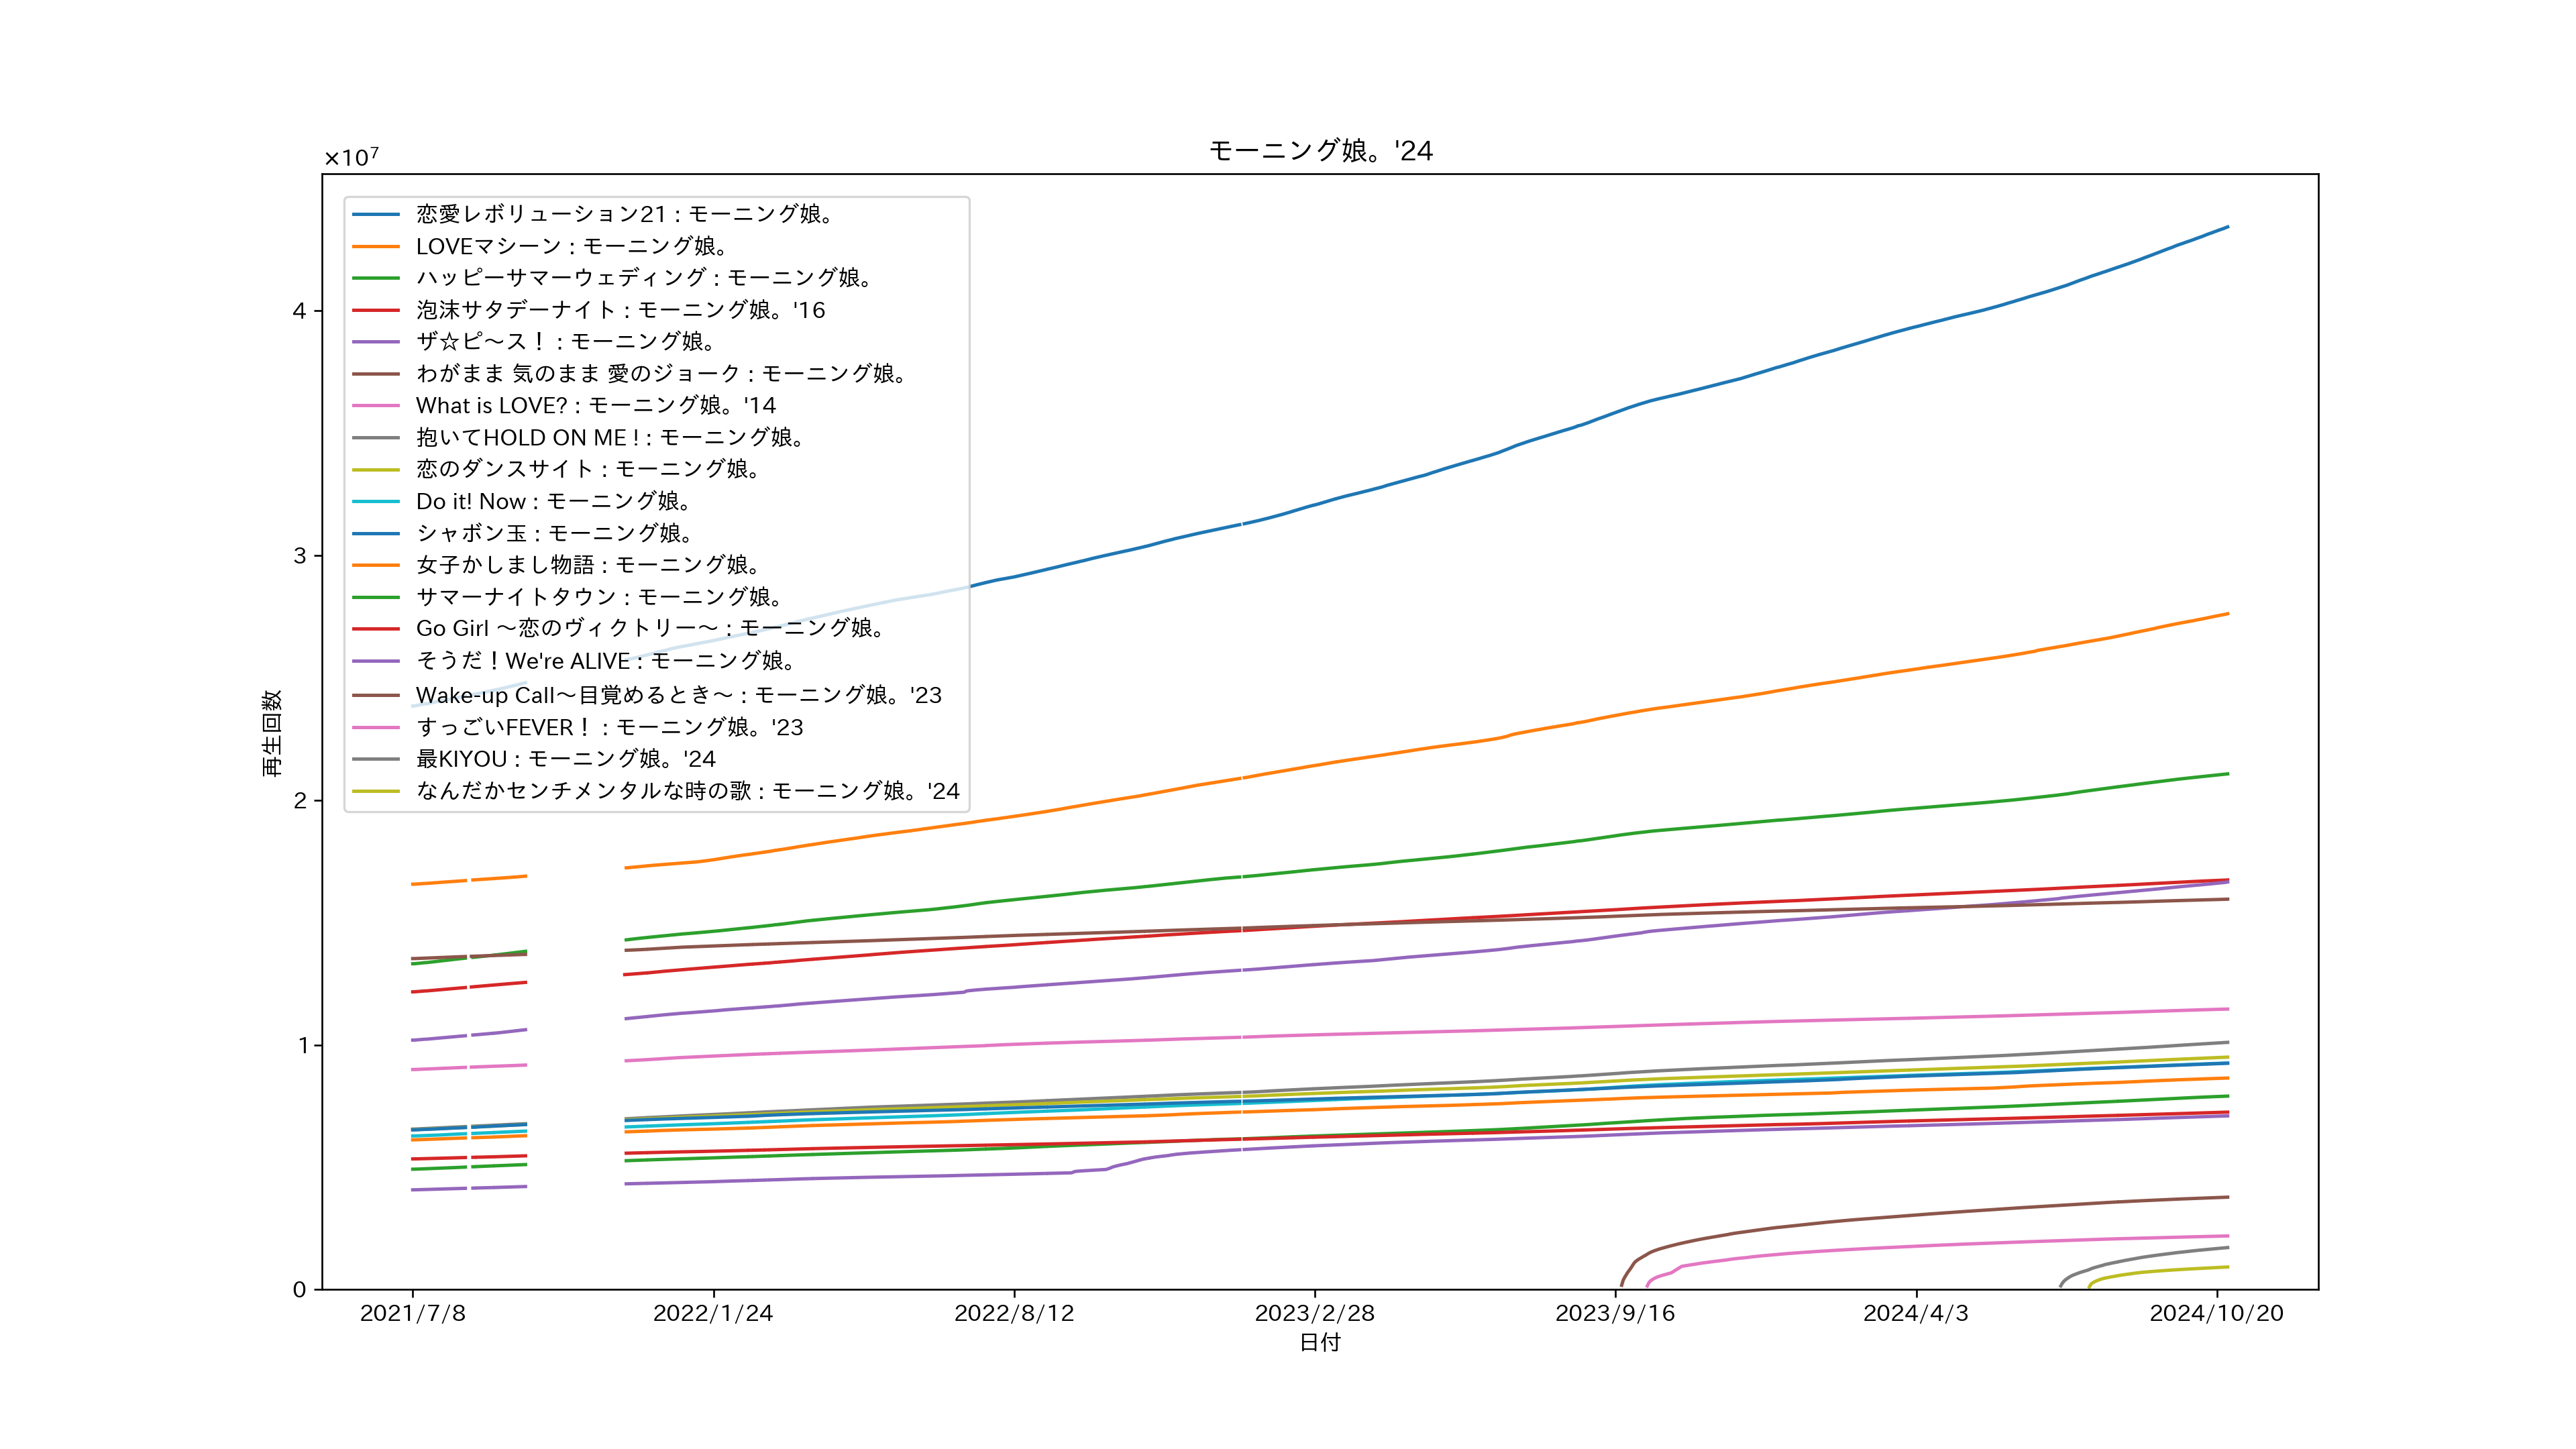 モーニング娘。'24
×10⁷
恋愛レボリューション21 : モーニング娘。
LOVEマシーン : モーニング娘。
ハッピーサマーウェディング : モーニング娘。
泡沫サタデーナイト : モーニング娘。'16
ザ☆ピ～ス！ : モーニング娘。
わがまま 気のまま 愛のジョーク : モーニング娘。
What is LOVE? : モーニング娘。'14
抱いてHOLD ON ME ! : モーニング娘。
恋のダンスサイト : モーニング娘。
Do it! Now : モーニング娘。
シャボン玉 : モーニング娘。
女子かしまし物語 : モーニング娘。
サマーナイトタウン : モーニング娘。
Go Girl ～恋のヴィクトリー～ : モーニング娘。
そうだ！We're ALIVE : モーニング娘。
Wake-up Call～目覚めるとき～ : モーニング娘。'23
すっごいFEVER！ : モーニング娘。'23
最KIYOU : モーニング娘。'24
なんだかセンチメンタルな時の歌 : モーニング娘。'24
4
3
2
1
0
再生回数
2021/7/8
2022/1/24
2022/8/12
2023/2/28
2023/9/16
2024/4/3
2024/10/20
日付